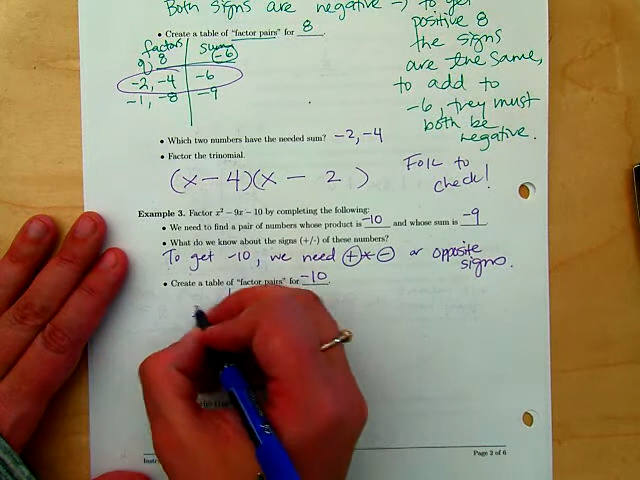 Both signs are negative → to get
positive 8
the signs
are the same,
to add to
-6, they must
both be
negative.
• Create a table of "factor pairs" for 8
factors sums
8 -6
-2, -4 -6
-1, -8 -9
• Which two numbers have the needed sum? -2, -4
• Factor the trinomial.
(x - 4)(x - 2)
FOIL to
check!
Example 3. Factor x² - 9x - 10 by completing the following:
• We need to find a pair of numbers whose product is -10 and whose sum is -9
• What do we know about the signs (+/-) of these numbers?
To get -10, we need + * - or opposite
signs.
• Create a table of "factor pairs" for -10
Page 2 of 6